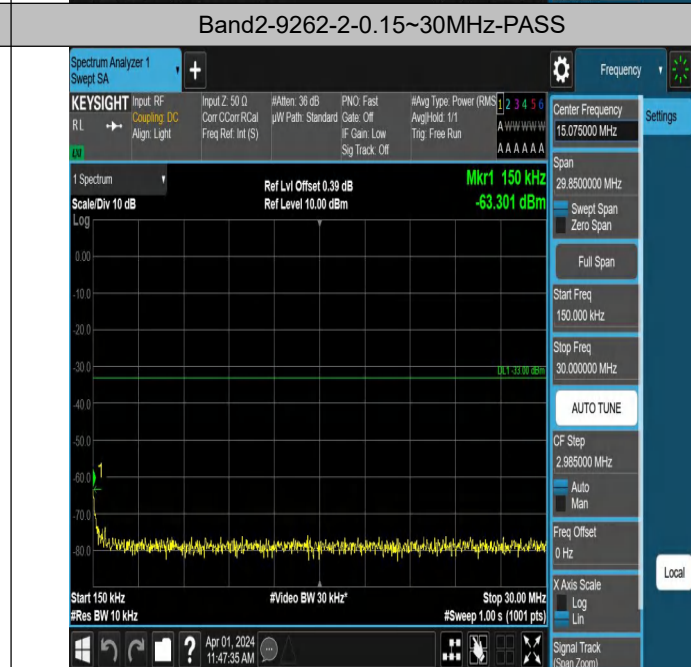 Band2-9262-2-0.15~30MHz-PASS
Spectrum Analyzer 1
Swept SA
Frequency
KEYSIGHT
RL
Input: RF
Coupling: DC
Align: Light
Input Z: 50 Ω
Corr CCorr RCal
Freq Ref: Int (S)
#Atten: 36 dB
µW Path: Standard
PNO: Fast
Gate: Off
IF Gain: Low
Sig Track: Off
#Avg Type: Power (RMS
Avg|Hold: 1/1
Trig: Free Run
1 2 3 4 5 6
A W W W W W
A A A A A A
Center Frequency
15.075000 MHz
Settings
Span
29.8500000 MHz
Swept Span
Zero Span
Full Span
Start Freq
150.000 kHz
Stop Freq
30.000000 MHz
AUTO TUNE
CF Step
2.985000 MHz
Auto
Man
Freq Offset
0 Hz
X Axis Scale
Log
Lin
Signal Track
(Span Zoom)
Local
1 Spectrum
Scale/Div 10 dB
Log
Ref Lvl Offset 0.39 dB
Ref Level 10.00 dBm
Mkr1 150 kHz
-63.301 dBm
0.00
-10.0
-20.0
-30.0
DL1 -33.00 dBm
-40.0
-50.0
-60.0
1
-70.0
-80.0
Start 150 kHz
#Res BW 10 kHz
#Video BW 30 kHz*
Stop 30.00 MHz
#Sweep 1.00 s (1001 pts)
?
Apr 01, 2024
11:47:35 AM